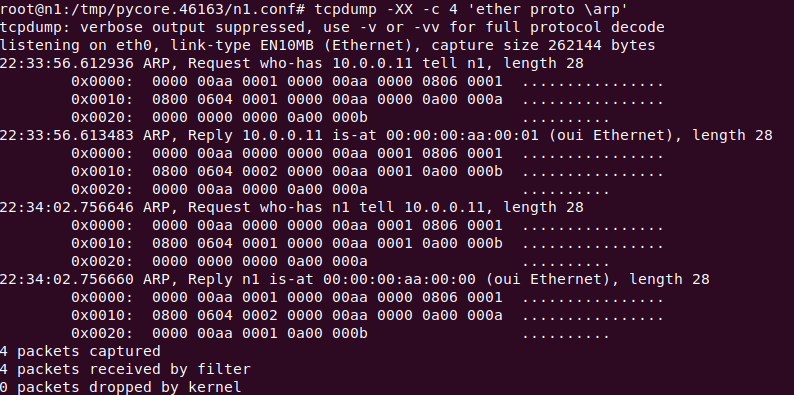 root@n1:/tmp/pycore.46163/n1.conf# tcpdump -XX -c 4 'ether proto \arp'
tcpdump: verbose output suppressed, use -v or -vv for full protocol decode
listening on eth0, link-type EN10MB (Ethernet), capture size 262144 bytes
22:33:56.612936 ARP, Request who-has 10.0.0.11 tell n1, length 28
        0x0000:  0000 00aa 0001 0000 00aa 0000 0806 0001  ................
        0x0010:  0800 0604 0001 0000 00aa 0000 0a00 000a  ................
        0x0020:  0000 0000 0000 0a00 000b                 ..........
22:33:56.613483 ARP, Reply 10.0.0.11 is-at 00:00:00:aa:00:01 (oui Ethernet), length 28
        0x0000:  0000 00aa 0000 0000 00aa 0001 0806 0001  ................
        0x0010:  0800 0604 0002 0000 00aa 0001 0a00 000b  ................
        0x0020:  0000 00aa 0000 0a00 000a                 ..........
22:34:02.756646 ARP, Request who-has n1 tell 10.0.0.11, length 28
        0x0000:  0000 00aa 0000 0000 00aa 0001 0806 0001  ................
        0x0010:  0800 0604 0001 0000 00aa 0001 0a00 000b  ................
        0x0020:  0000 0000 0000 0a00 000a                 ..........
22:34:02.756660 ARP, Reply n1 is-at 00:00:00:aa:00:00 (oui Ethernet), length 28
        0x0000:  0000 00aa 0001 0000 00aa 0000 0806 0001  ................
        0x0010:  0800 0604 0002 0000 00aa 0000 0a00 000a  ................
        0x0020:  0000 00aa 0001 0a00 000b                 ..........
4 packets captured
4 packets received by filter
0 packets dropped by kernel